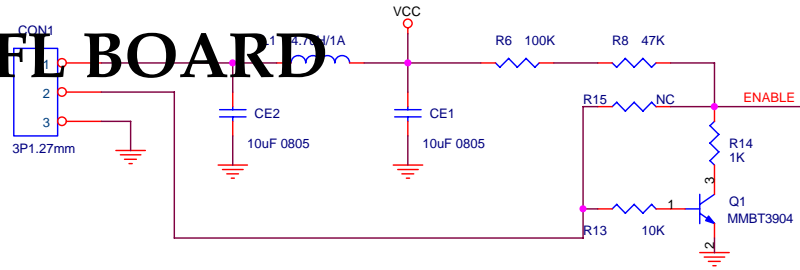 VCC
CON1
FL BOARD
L1 4.7uH/1A
R6 100K
R8 47K
1
2
3
3P1.27mm
CE2
10uF 0805
CE1
10uF 0805
R15 NC
ENABLE
R14
1K
3
Q1
MMBT3904
1
2
R13 10K